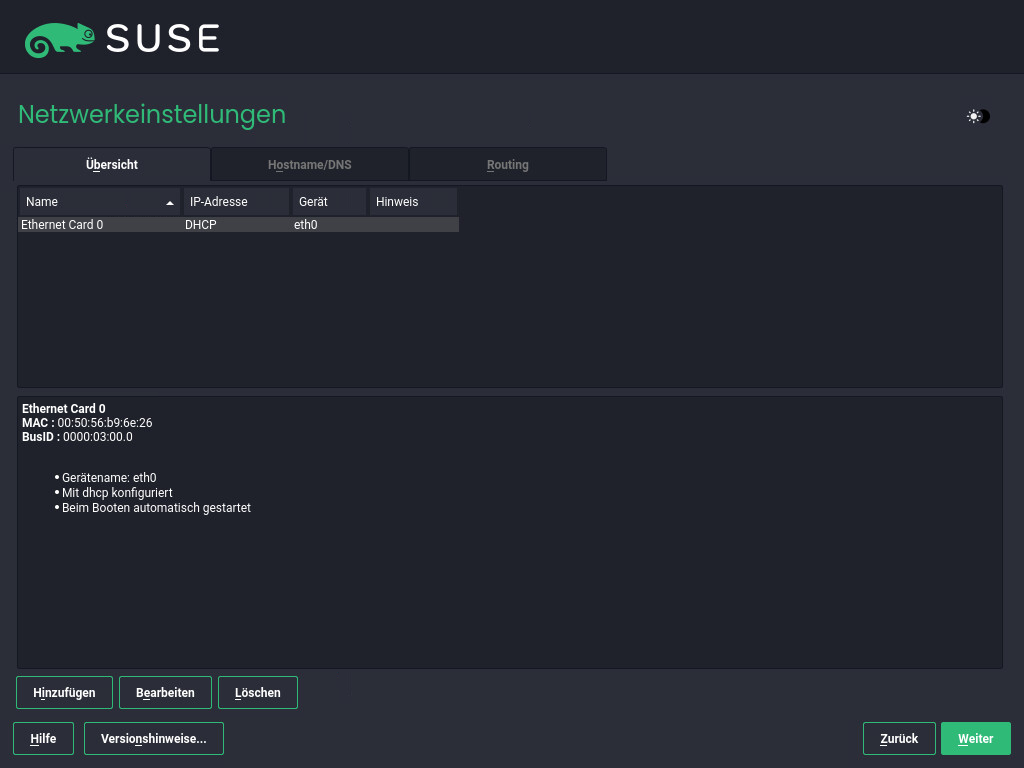 SUSE
Netzwerkeinstellungen
Übersicht Hostname/DNS Routing
Name IP-Adresse Gerät Hinweis
Ethernet Card 0 DHCP eth0
Ethernet Card 0
MAC : 00:50:56:b9:6e:26
BusID : 0000:03:00.0
• Gerätename: eth0
• Mit dhcp konfiguriert
• Beim Booten automatisch gestartet
Hinzufügen Bearbeiten Löschen
Hilfe Versionshinweise... Zurück Weiter